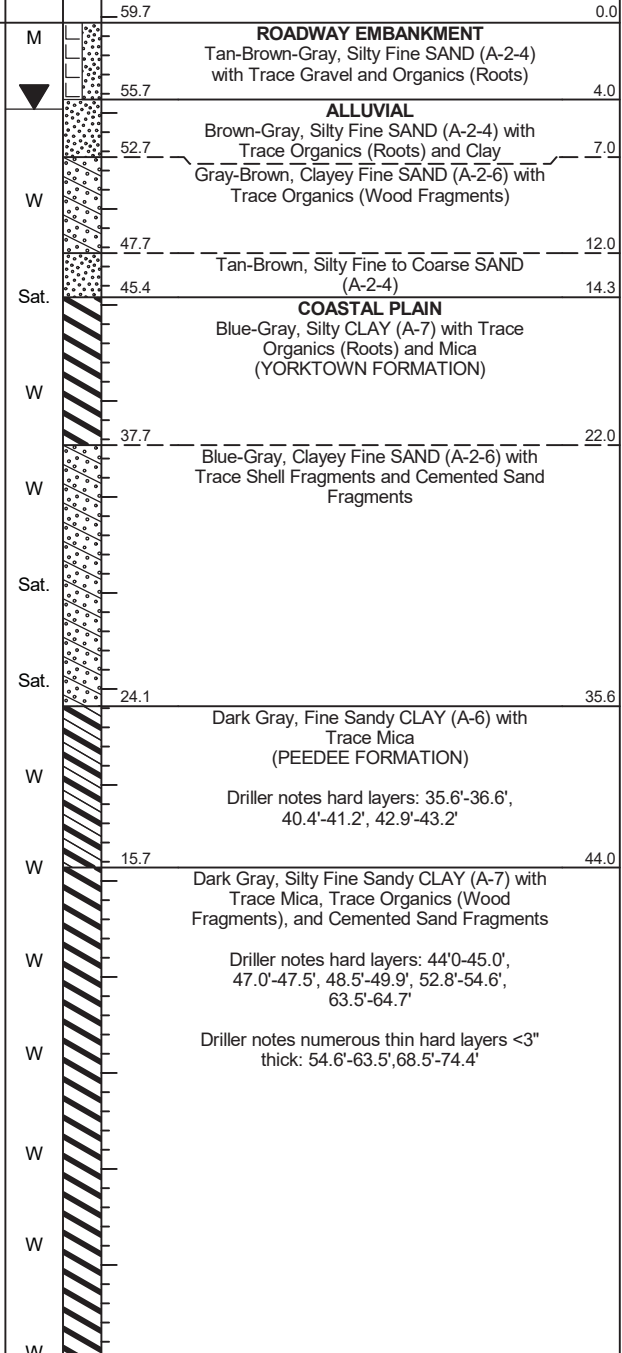 59.7 0.0
M
ROADWAY EMBANKMENT
Tan-Brown-Gray, Silty Fine SAND (A-2-4)
with Trace Gravel and Organics (Roots)
55.7 4.0
ALLUVIAL
Brown-Gray, Silty Fine SAND (A-2-4) with
52.7 Trace Organics (Roots) and Clay 7.0
Gray-Brown, Clayey Fine SAND (A-2-6) with
W Trace Organics (Wood Fragments)
47.7 12.0
Tan-Brown, Silty Fine to Coarse SAND
Sat. 45.4 (A-2-4) 14.3
COASTAL PLAIN
Blue-Gray, Silty CLAY (A-7) with Trace
Organics (Roots) and Mica
(YORKTOWN FORMATION)
W
37.7 22.0
Blue-Gray, Clayey Fine SAND (A-2-6) with
Trace Shell Fragments and Cemented Sand
W Fragments
Sat.
Sat.
24.1 35.6
Dark Gray, Fine Sandy CLAY (A-6) with
Trace Mica
(PEEDEE FORMATION)
W
Driller notes hard layers: 35.6'-36.6',
40.4'-41.2', 42.9'-43.2'
W 15.7 44.0
Dark Gray, Silty Fine Sandy CLAY (A-7) with
Trace Mica, Trace Organics (Wood
Fragments), and Cemented Sand Fragments
W Driller notes hard layers: 44'0-45.0',
47.0'-47.5', 48.5'-49.9', 52.8'-54.6',
63.5'-64.7'
Driller notes numerous thin hard layers <3"
W thick: 54.6'-63.5',68.5'-74.4'
W
W
W